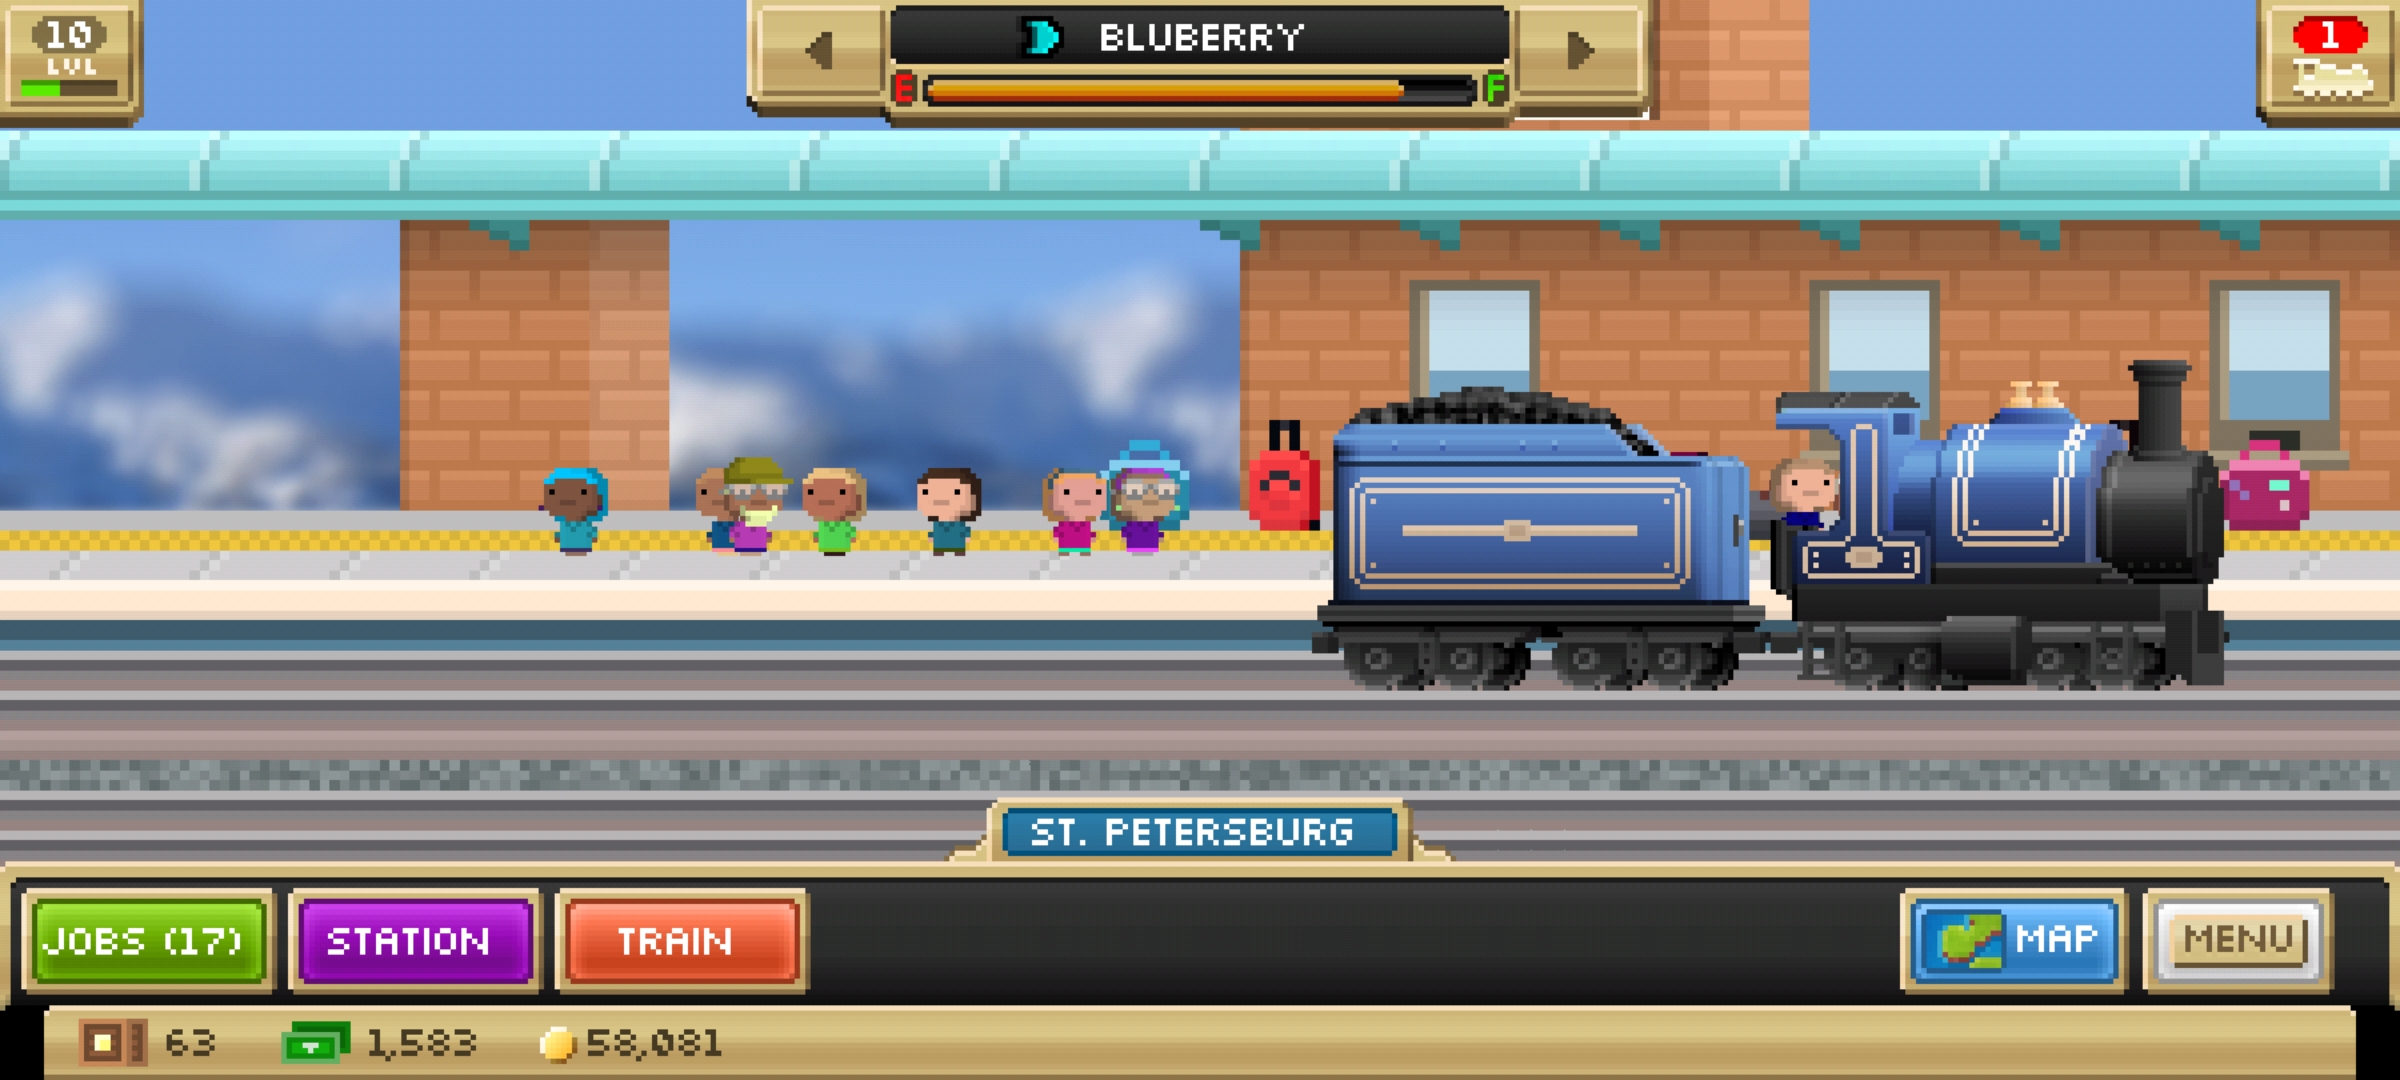 10
LVL
BLUBERRY
E F
1
ST. PETERSBURG
JOBS (17) STATION TRAIN MAP MENU
63 1,583 58,081